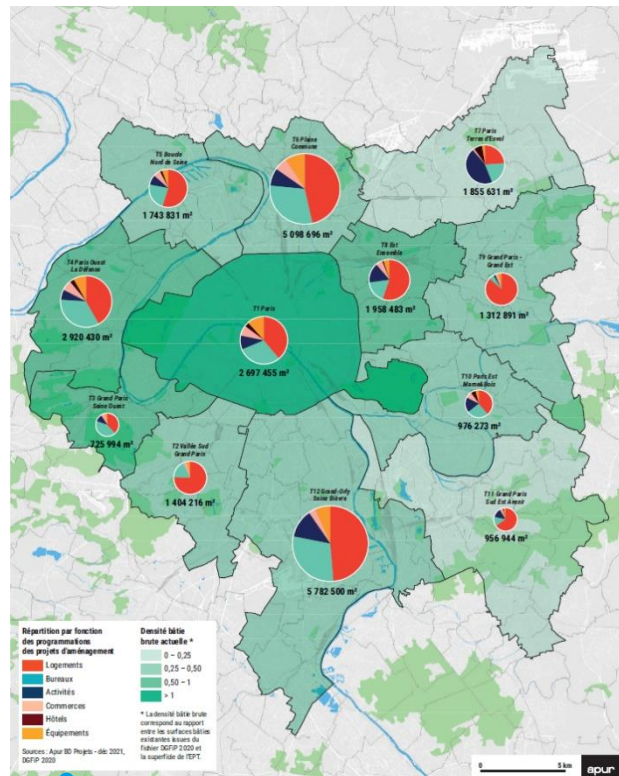 T7 Paris
Terres d'Envol
1 855 631 m²
T6 Plaine
Commune
5 098 696 m²
T5 Boucle
Nord de Seine
1 743 831 m²
T8 Est
Ensemble
1 958 483 m²
T9 Grand Paris -
Grand Est
1 312 891 m²
T4 Paris Ouest
La Défense
2 920 430 m²
T1 Paris
2 697 455 m²
T10 Paris Est
Marne&Bois
976 273 m²
T3 Grand Paris
Seine Ouest
725 994 m²
T2 Vallée Sud
Grand Paris
1 404 216 m²
T12 Grand-Orly
Seine Bièvre
5 782 500 m²
T11 Grand Paris
Sud Est Avenir
956 944 m²
Répartition par fonction
des programmations
des projets d'aménagement
Logements
Bureaux
Activités
Commerces
Hôtels
Équipements
Sources : Apur BD Projets - déc 2021,
DGFiP 2020
Densité bâtie
brute actuelle *
0 – 0,25
0,25 – 0,50
0,50 – 1
> 1
* La densité bâtie brute
correspond au rapport
entre les surfaces bâties
existantes issues du
fichier DGFiP 2020 et
la superficie de l'EPT.
0 5 km
apur